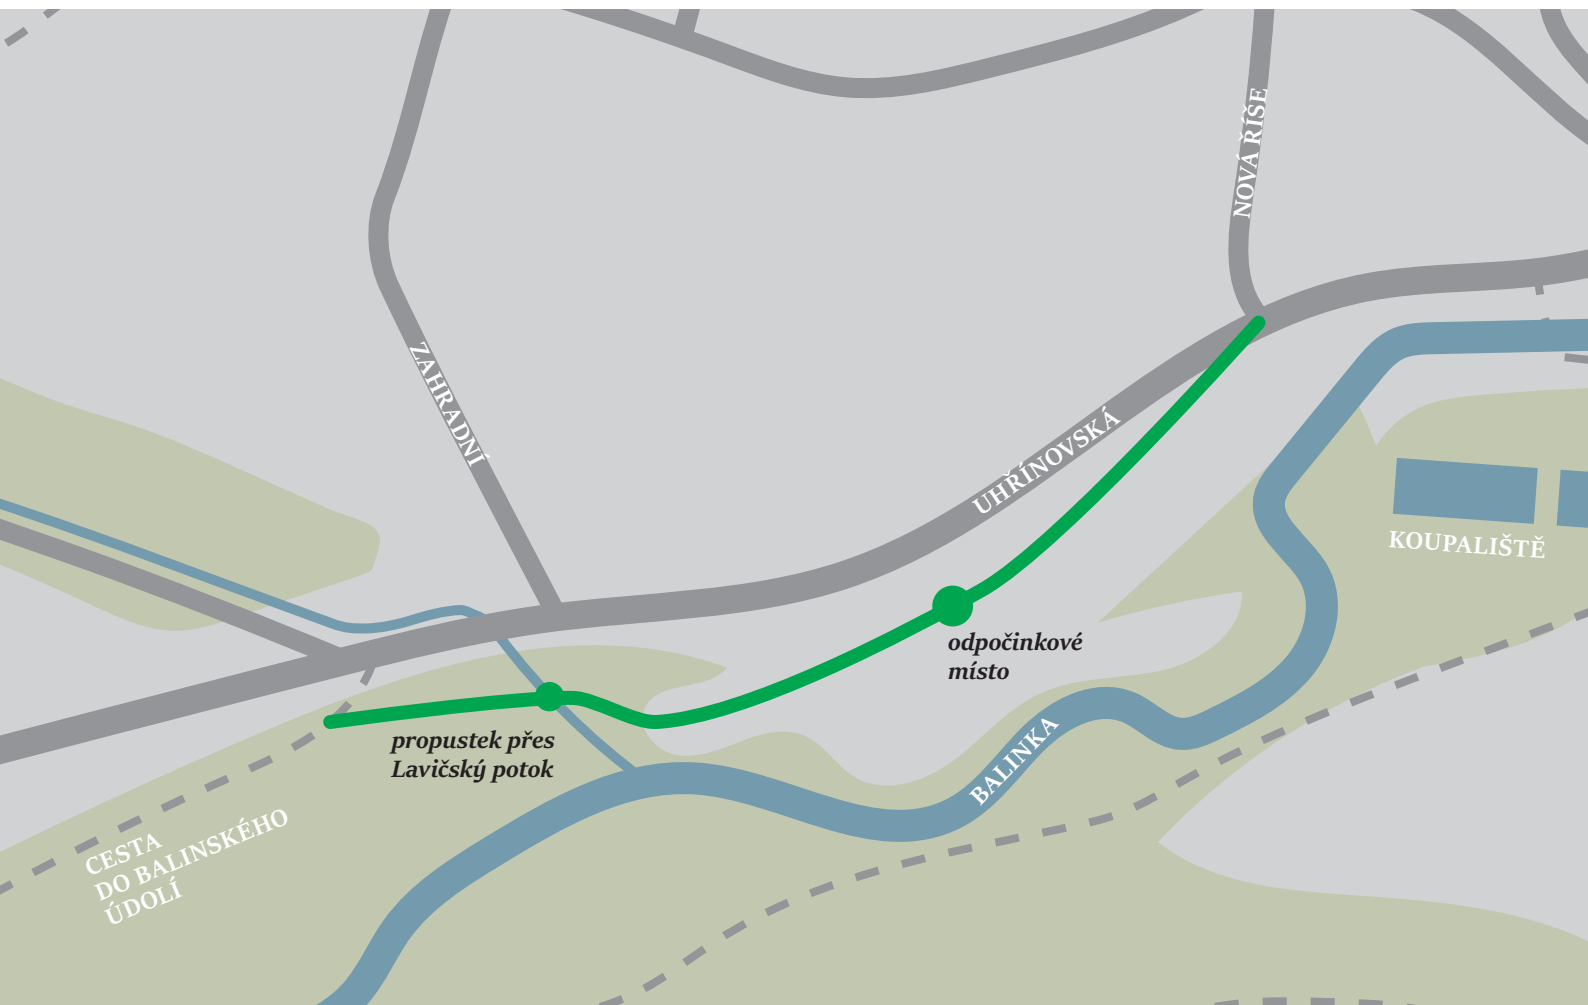 NOVÁ ŘÍŠE
ZAHRADNÍ
UHŘÍNOVSKÁ
KOUPALIŠTĚ
odpočinkové
místo
propustek přes
Lavičský potok
BALINKA
CESTA
DO BALINSKÉHO
ÚDOLÍ